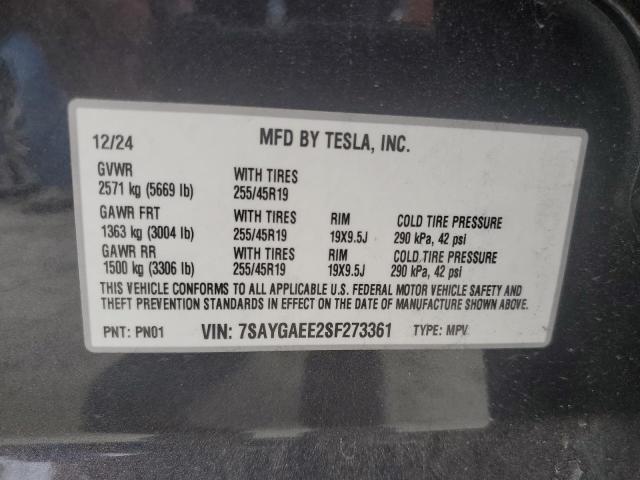 12/24 MFD BY TESLA, INC.
GVWR WITH TIRES
2571 kg (5669 lb) 255/45R19
GAWR FRT WITH TIRES RIM COLD TIRE PRESSURE
1363 kg (3004 lb) 255/45R19 19X9.5J 290 kPa, 42 psi
GAWR RR WITH TIRES RIM COLD TIRE PRESSURE
1500 kg (3306 lb) 255/45R19 19X9.5J 290 kPa, 42 psi
THIS VEHICLE CONFORMS TO ALL APPLICABLE U.S. FEDERAL MOTOR VEHICLE SAFETY AND
THEFT PREVENTION STANDARDS IN EFFECT ON THE DATE OF MANUFACTURE SHOWN ABOVE.
PNT: PN01 VIN: 7SAYGAEE2SF273361 TYPE: MPV